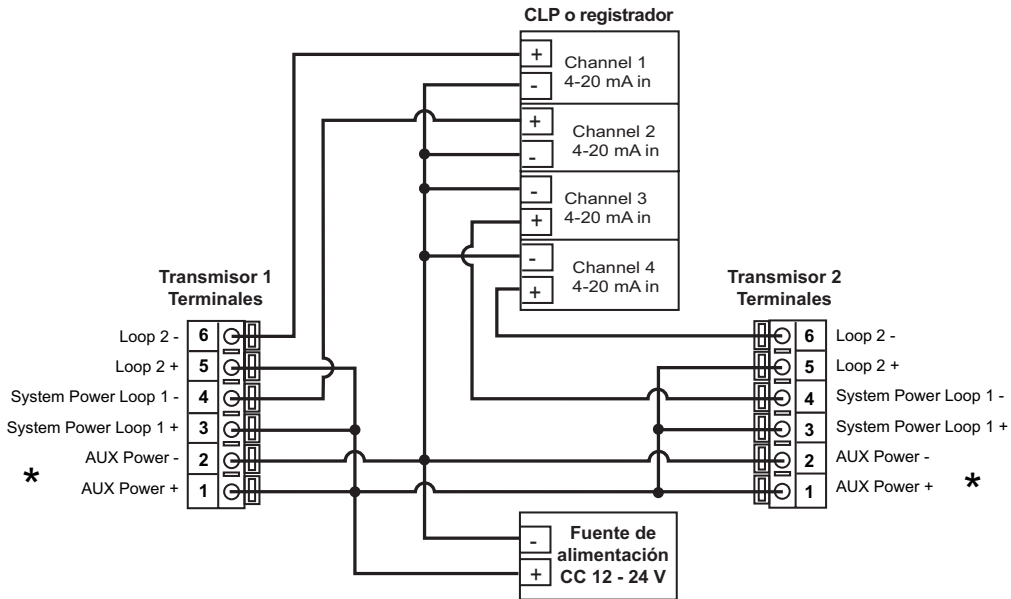 CLP o registrador
+
Channel 1
4-20 mA in
-
+
Channel 2
4-20 mA in
-
-
Channel 3
4-20 mA in
+
-
Channel 4
4-20 mA in
+
Transmisor 1
Terminales
Loop 2 - 6
Loop 2 + 5
System Power Loop 1 - 4
System Power Loop 1 + 3
AUX Power - 2
*
AUX Power + 1
Transmisor 2
Terminales
6 Loop 2 -
5 Loop 2 +
4 System Power Loop 1 -
3 System Power Loop 1 +
2 AUX Power -
1 AUX Power + *
-
+
Fuente de
alimentación
CC 12 - 24 V